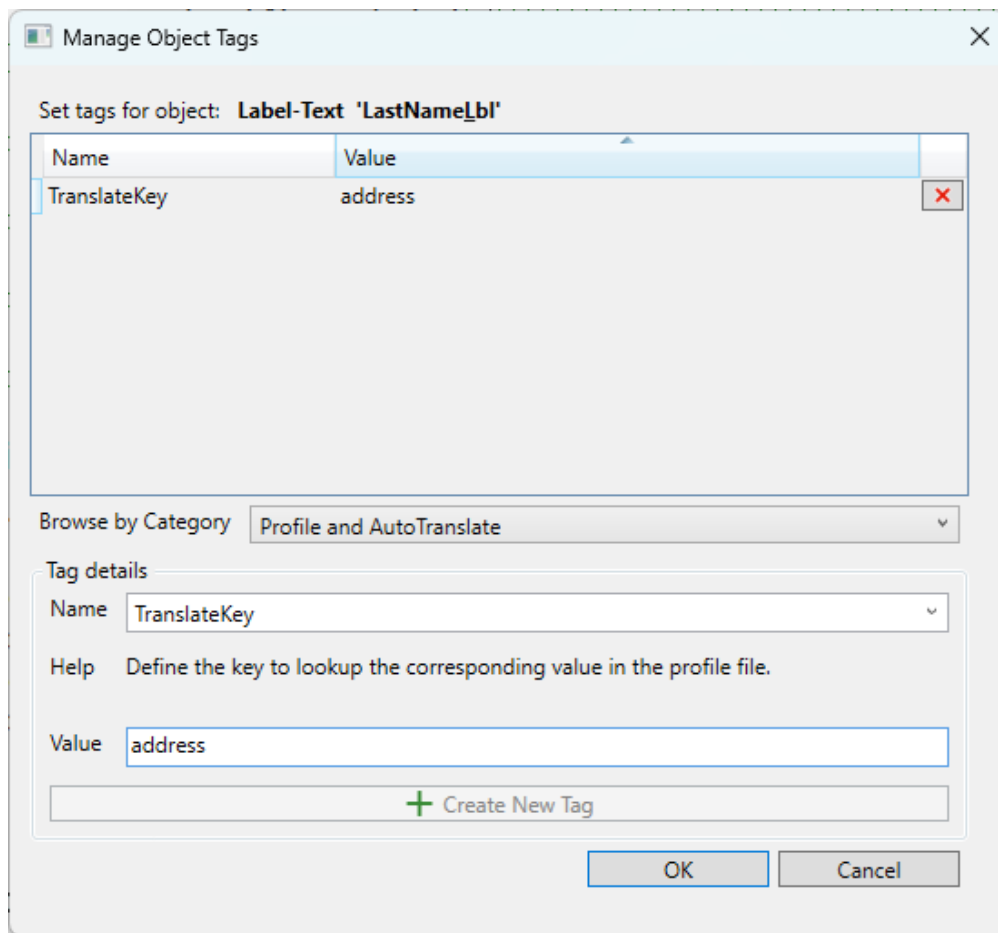 Manage Object Tags
Set tags for object: Label-Text 'LastNameLbl'
Name Value
TranslateKey address
Browse by Category Profile and AutoTranslate
Tag details
Name TranslateKey
Help Define the key to lookup the corresponding value in the profile file.
Value address
Create New Tag
OK Cancel